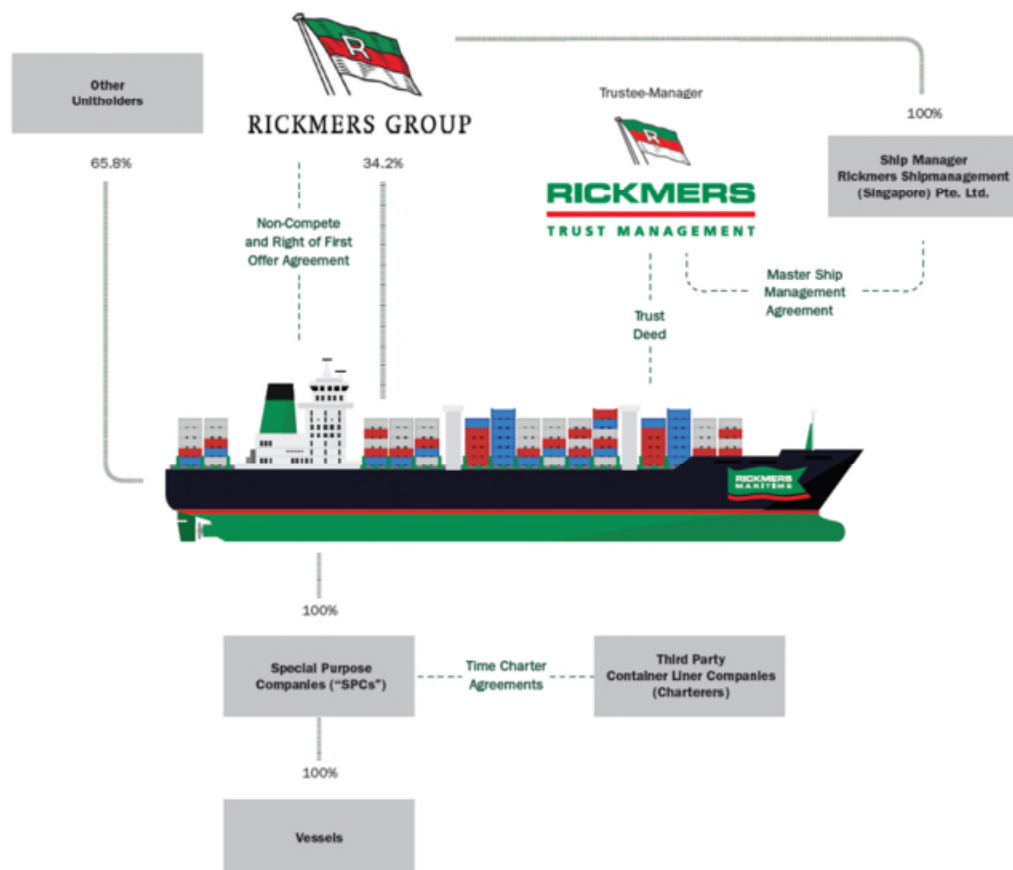 R
RICKMERS GROUP
Other
Unitholders
65.8%
34.2%
Non-Compete
and Right of First
Offer Agreement
Trustee-Manager
R
RICKMERS
TRUST MANAGEMENT
100%
Ship Manager
Rickmers Shipmanagement
(Singapore) Pte. Ltd.
Master Ship
Management
Agreement
Trust
Deed
RICKMERS
MARITIME
100%
Special Purpose
Companies (“SPCs”)
Time Charter
Agreements
Third Party
Container Liner Companies
(Charterers)
100%
Vessels